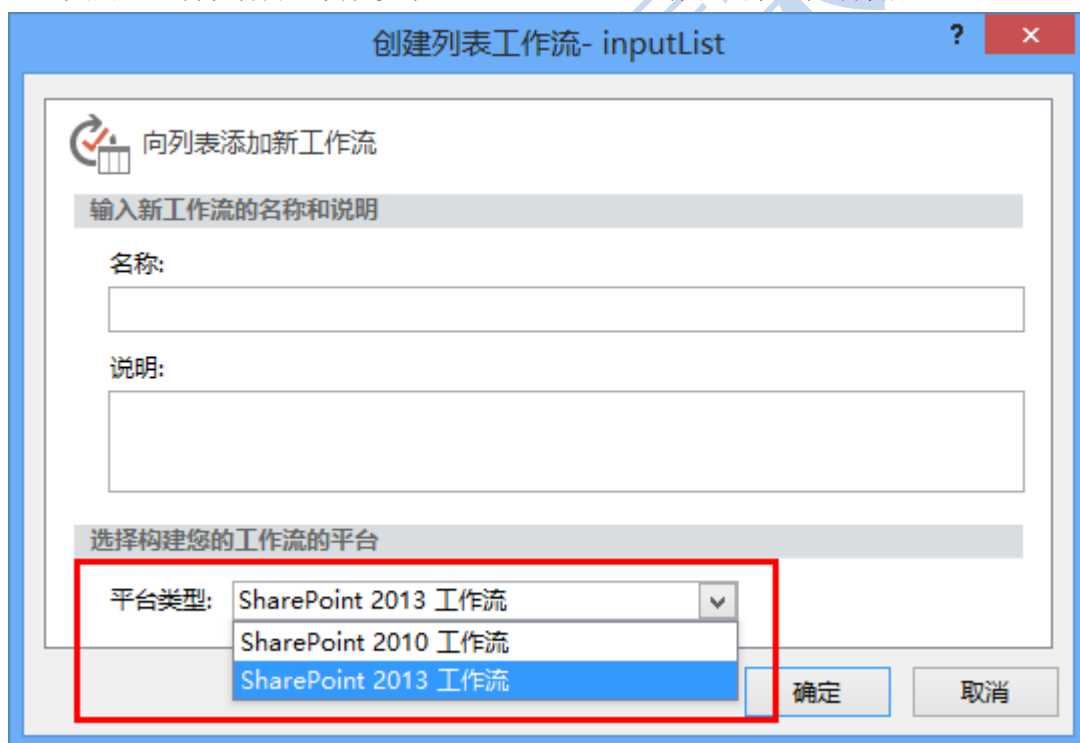 创建列表工作流- inputList
?
向列表添加新工作流
输入新工作流的名称和说明
名称:
说明:
选择构建您的工作流的平台
平台类型: SharePoint 2013 工作流
SharePoint 2010 工作流
SharePoint 2013 工作流
确定 取消